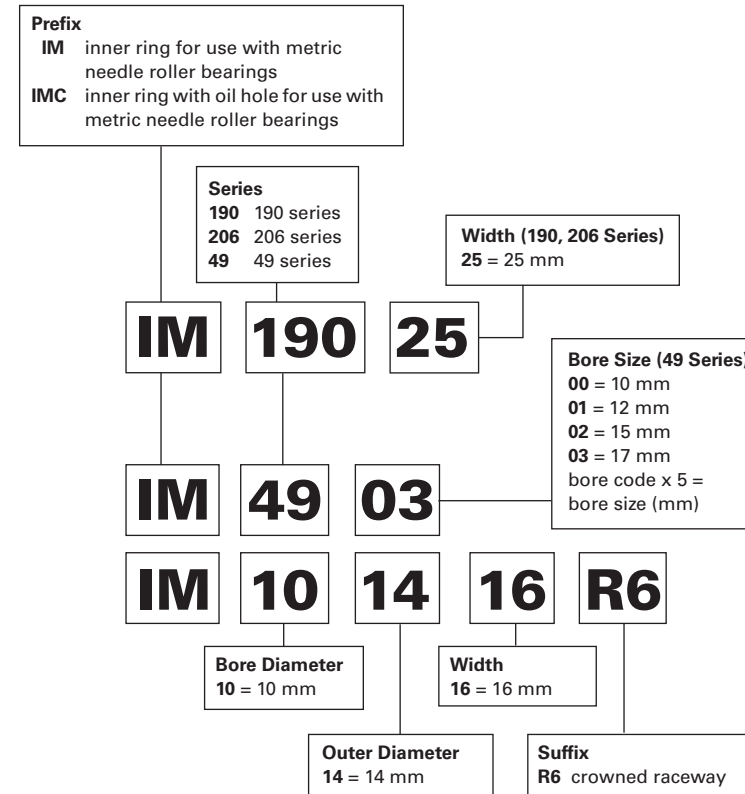 Prefix
IM inner ring for use with metric
needle roller bearings
IMC inner ring with oil hole for use with
metric needle roller bearings
Series
190 190 series
206 206 series
49 49 series
Width (190, 206 Series)
25 = 25 mm
IM 190 25
Bore Size (49 Series)
00 = 10 mm
01 = 12 mm
02 = 15 mm
03 = 17 mm
bore code x 5 =
bore size (mm)
IM 49 03
IM 10 14 16 R6
Bore Diameter
10 = 10 mm
Width
16 = 16 mm
Outer Diameter
14 = 14 mm
Suffix
R6 crowned raceway